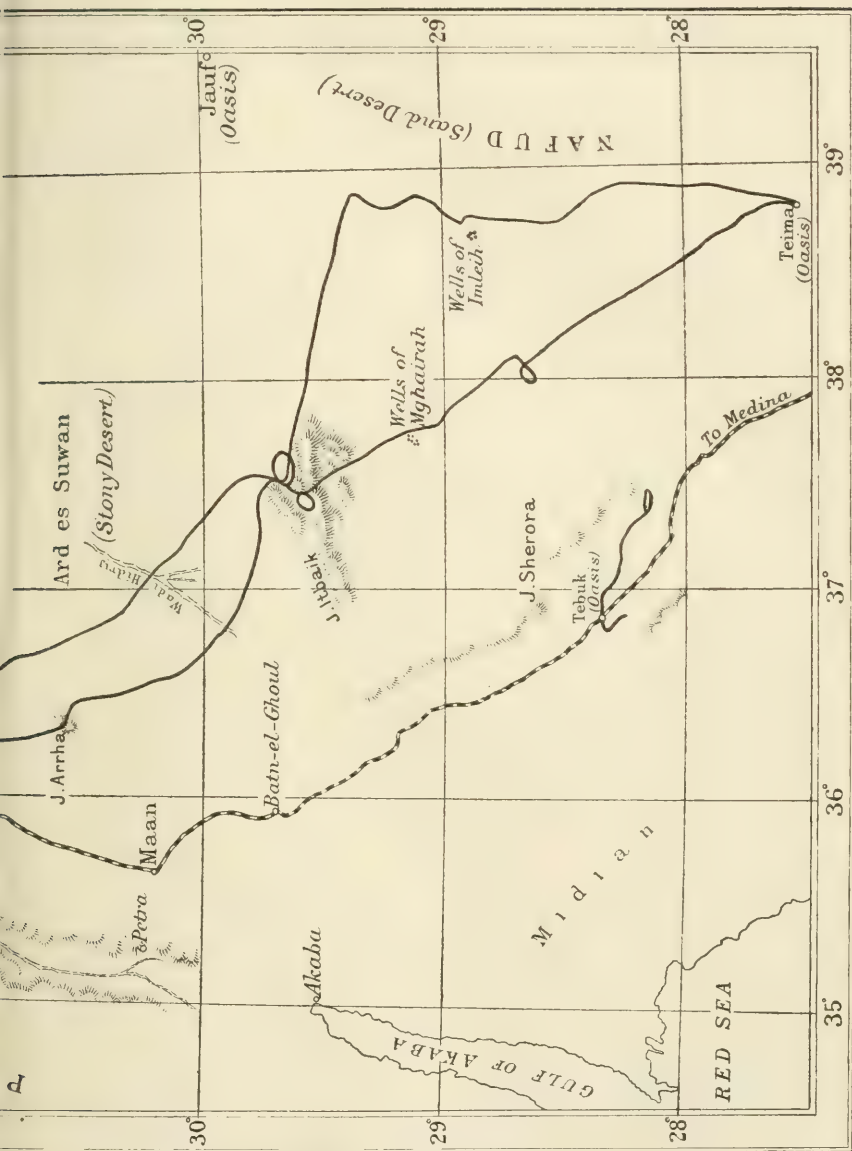 30°
29°
28°
Jauf
(Oasis)
NAFUD (Sand Desert)
39°
Teima
(Oasis)
Wells of
Imleih
Wells of
Mghairah
38°
Ard es Suwan
(Stony Desert)
Wadi Hidrij
To Medina
J. Itbaik
J. Sherora
Tebuk
(Oasis)
37°
J. Arrha
Batn-el-Ghoul
36°
Maan
Petra
Midian
Akaba
35°
GULF OF AKABA
RED SEA
P
30°
29°
28°